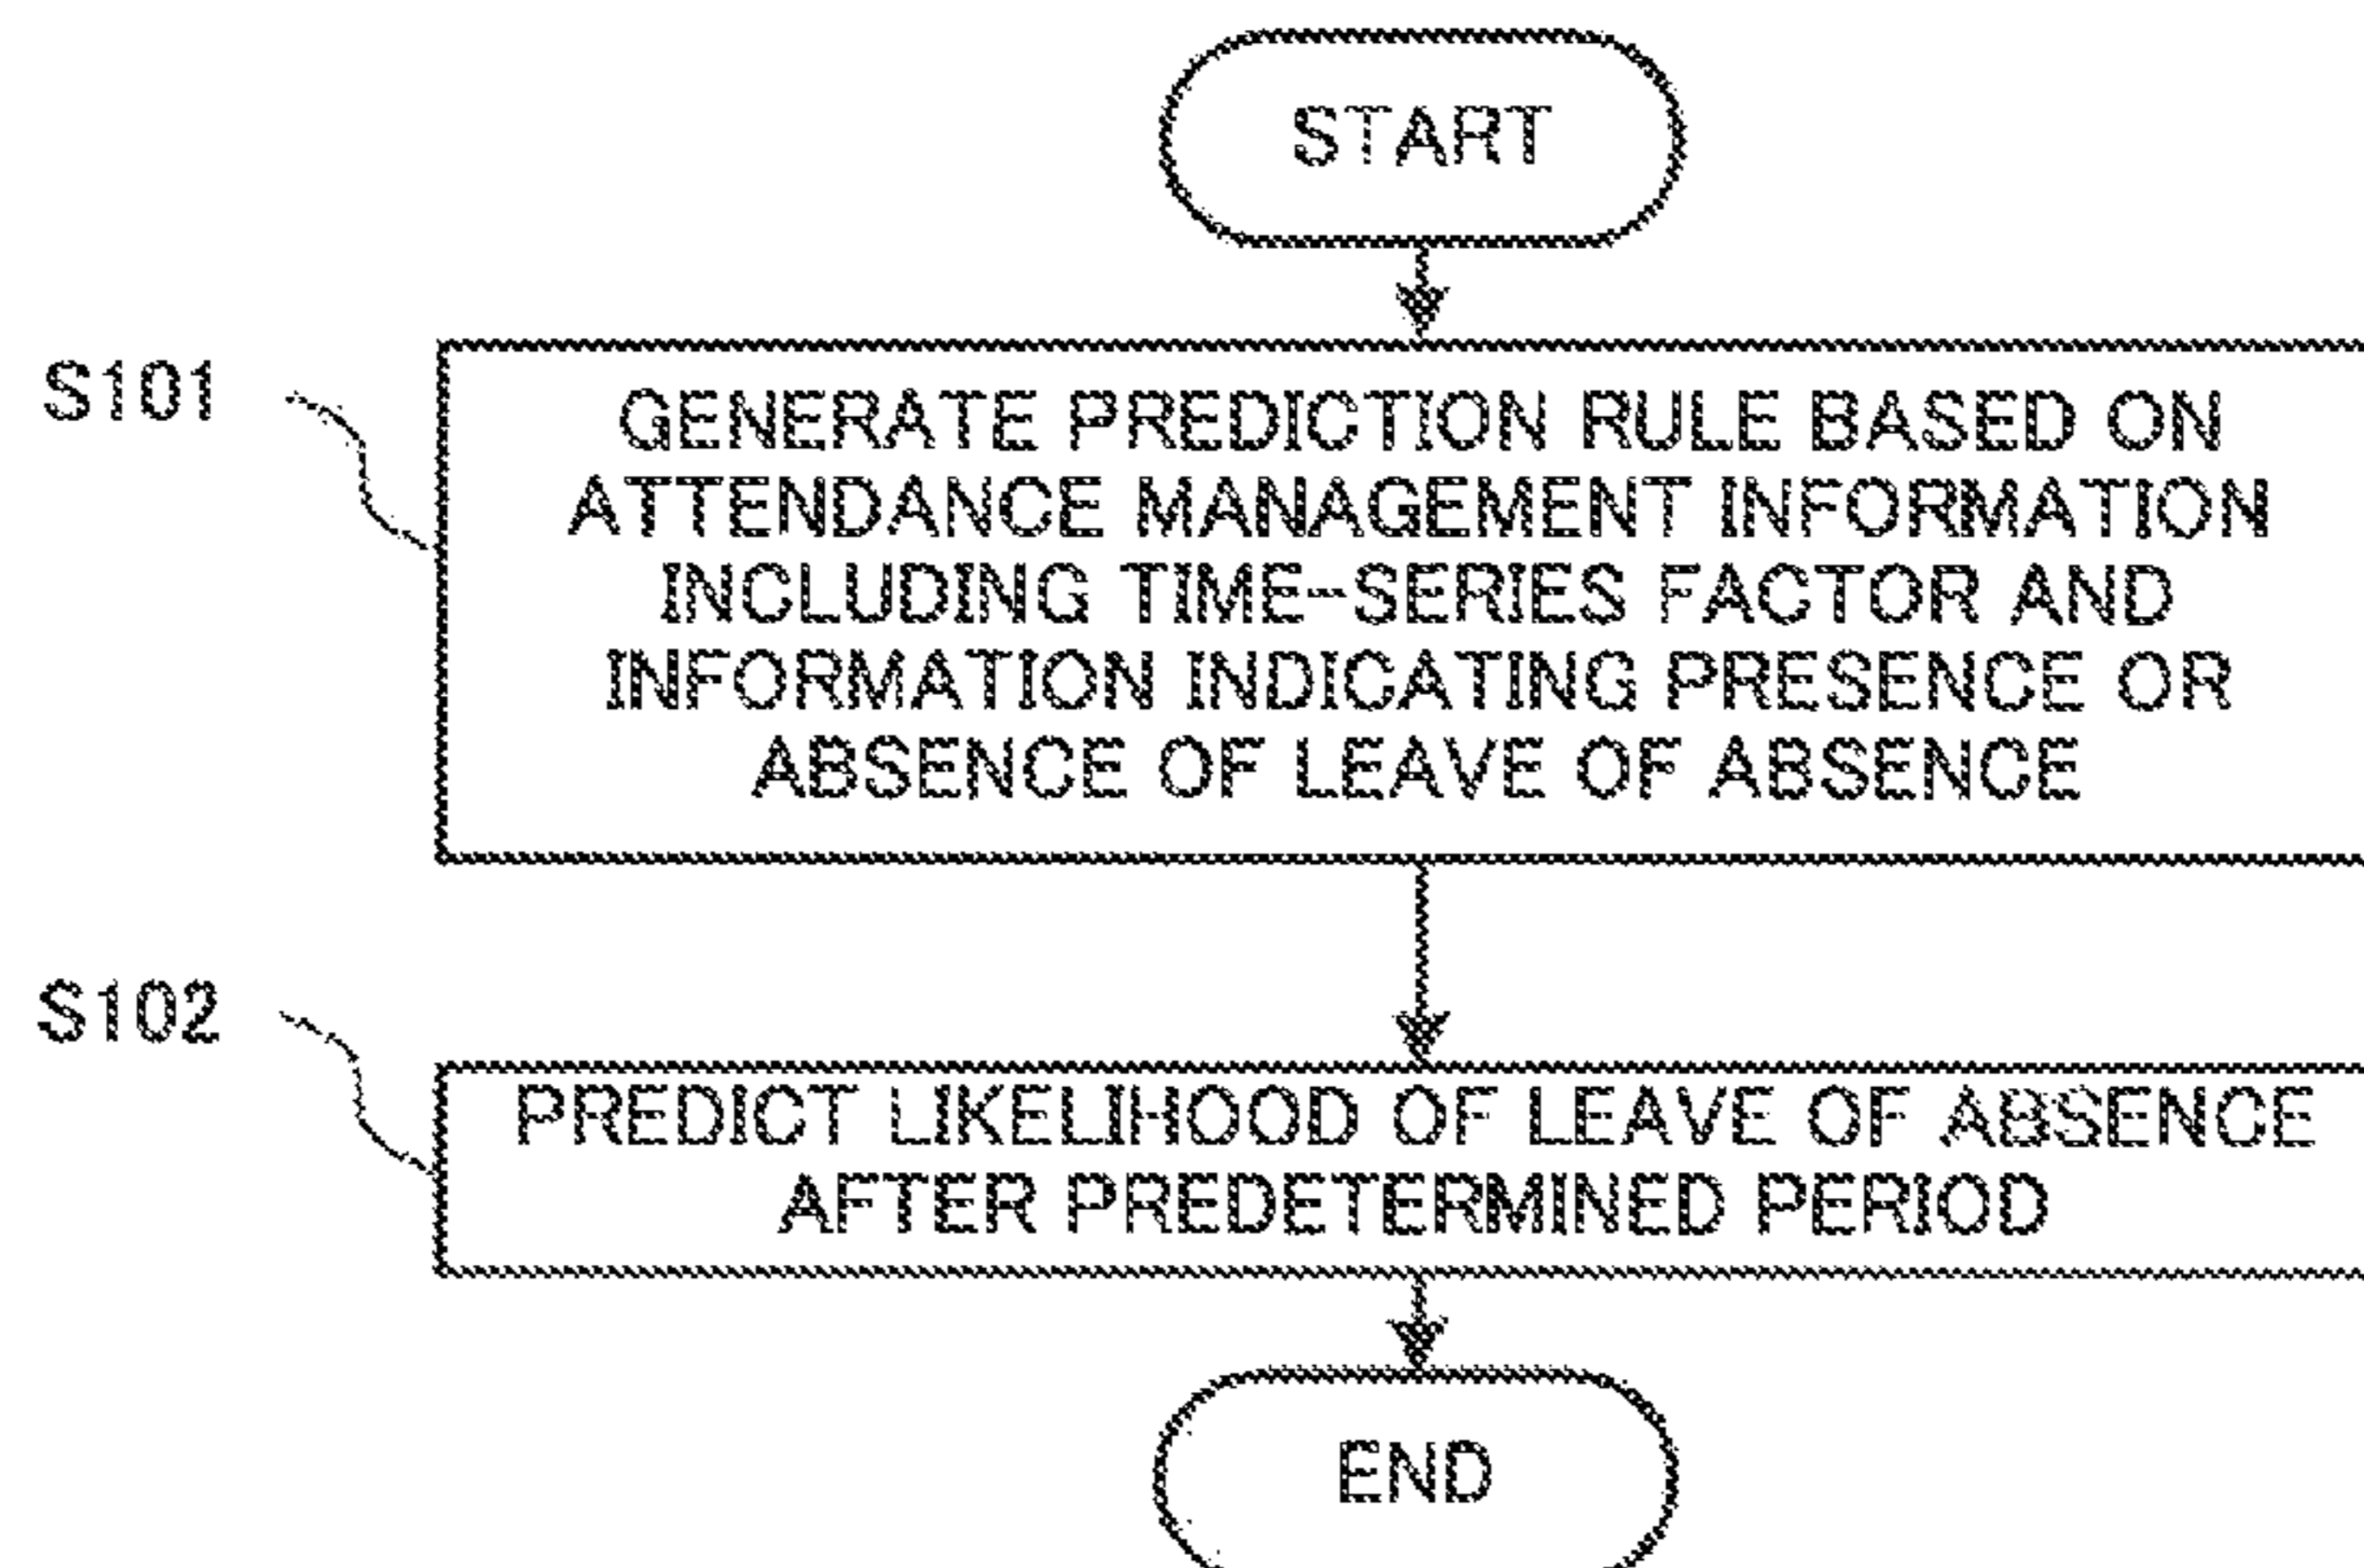 START
S101
GENERATE PREDICTION RULE BASED ON
ATTENDANCE MANAGEMENT INFORMATION
INCLUDING TIME-SERIES FACTOR AND
INFORMATION INDICATING PRESENCE OR
ABSENCE OF LEAVE OF ABSENCE
S102
PREDICT LIKELIHOOD OF LEAVE OF ABSENCE
AFTER PREDETERMINED PERIOD
END